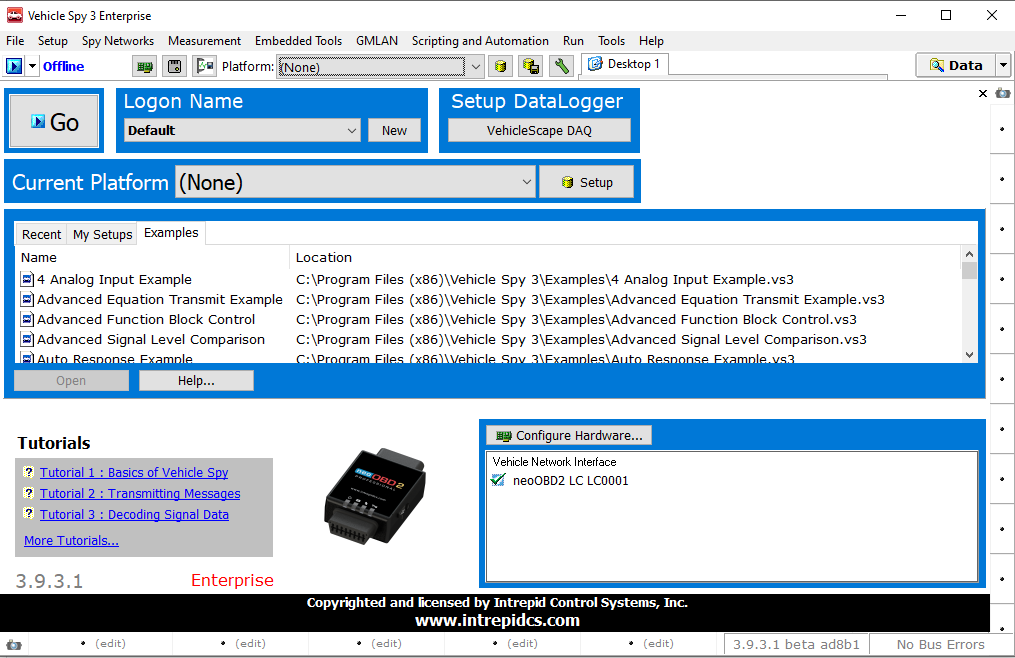 Vehicle Spy 3 Enterprise
File Setup Spy Networks Measurement Embedded Tools GMLAN Scripting and Automation Run Tools Help
Offline Platform: (None) Desktop 1 Data
Go
Logon Name
Default New
Setup DataLogger
VehicleScape DAQ
Current Platform (None) Setup
Recent My Setups Examples
Name Location
4 Analog Input Example C:\Program Files (x86)\\Vehicle Spy 3\Examples\4 Analog Input Example.vs3
Advanced Equation Transmit Example C:\Program Files (x86)\\Vehicle Spy 3\Examples\Advanced Equation Transmit Example.vs3
Advanced Function Block Control C:\Program Files (x86)\\Vehicle Spy 3\Examples\Advanced Function Block Control.vs3
Advanced Signal Level Comparison C:\Program Files (x86)\\Vehicle Spy 3\Examples\Advanced Signal Level Comparison.vs3
Auto Response Example C:\Program Files (x86)\\Vehicle Spy 3\Examples\Auto Response Example.vs3
Open Help...
Tutorials
Tutorial 1 : Basics of Vehicle Spy
Tutorial 2 : Transmitting Messages
Tutorial 3 : Decoding Signal Data
More Tutorials...
3.9.3.1 Enterprise
neoOBD2
PROFESSIONAL
Configure Hardware...
Vehicle Network Interface
neoOBD2 LC LC0001
Copyrighted and licensed by Intrepid Control Systems, Inc.
www.intrepidcs.com
(edit) (edit) (edit) (edit) (edit) 3.9.3.1 beta ad8b1 No Bus Errors